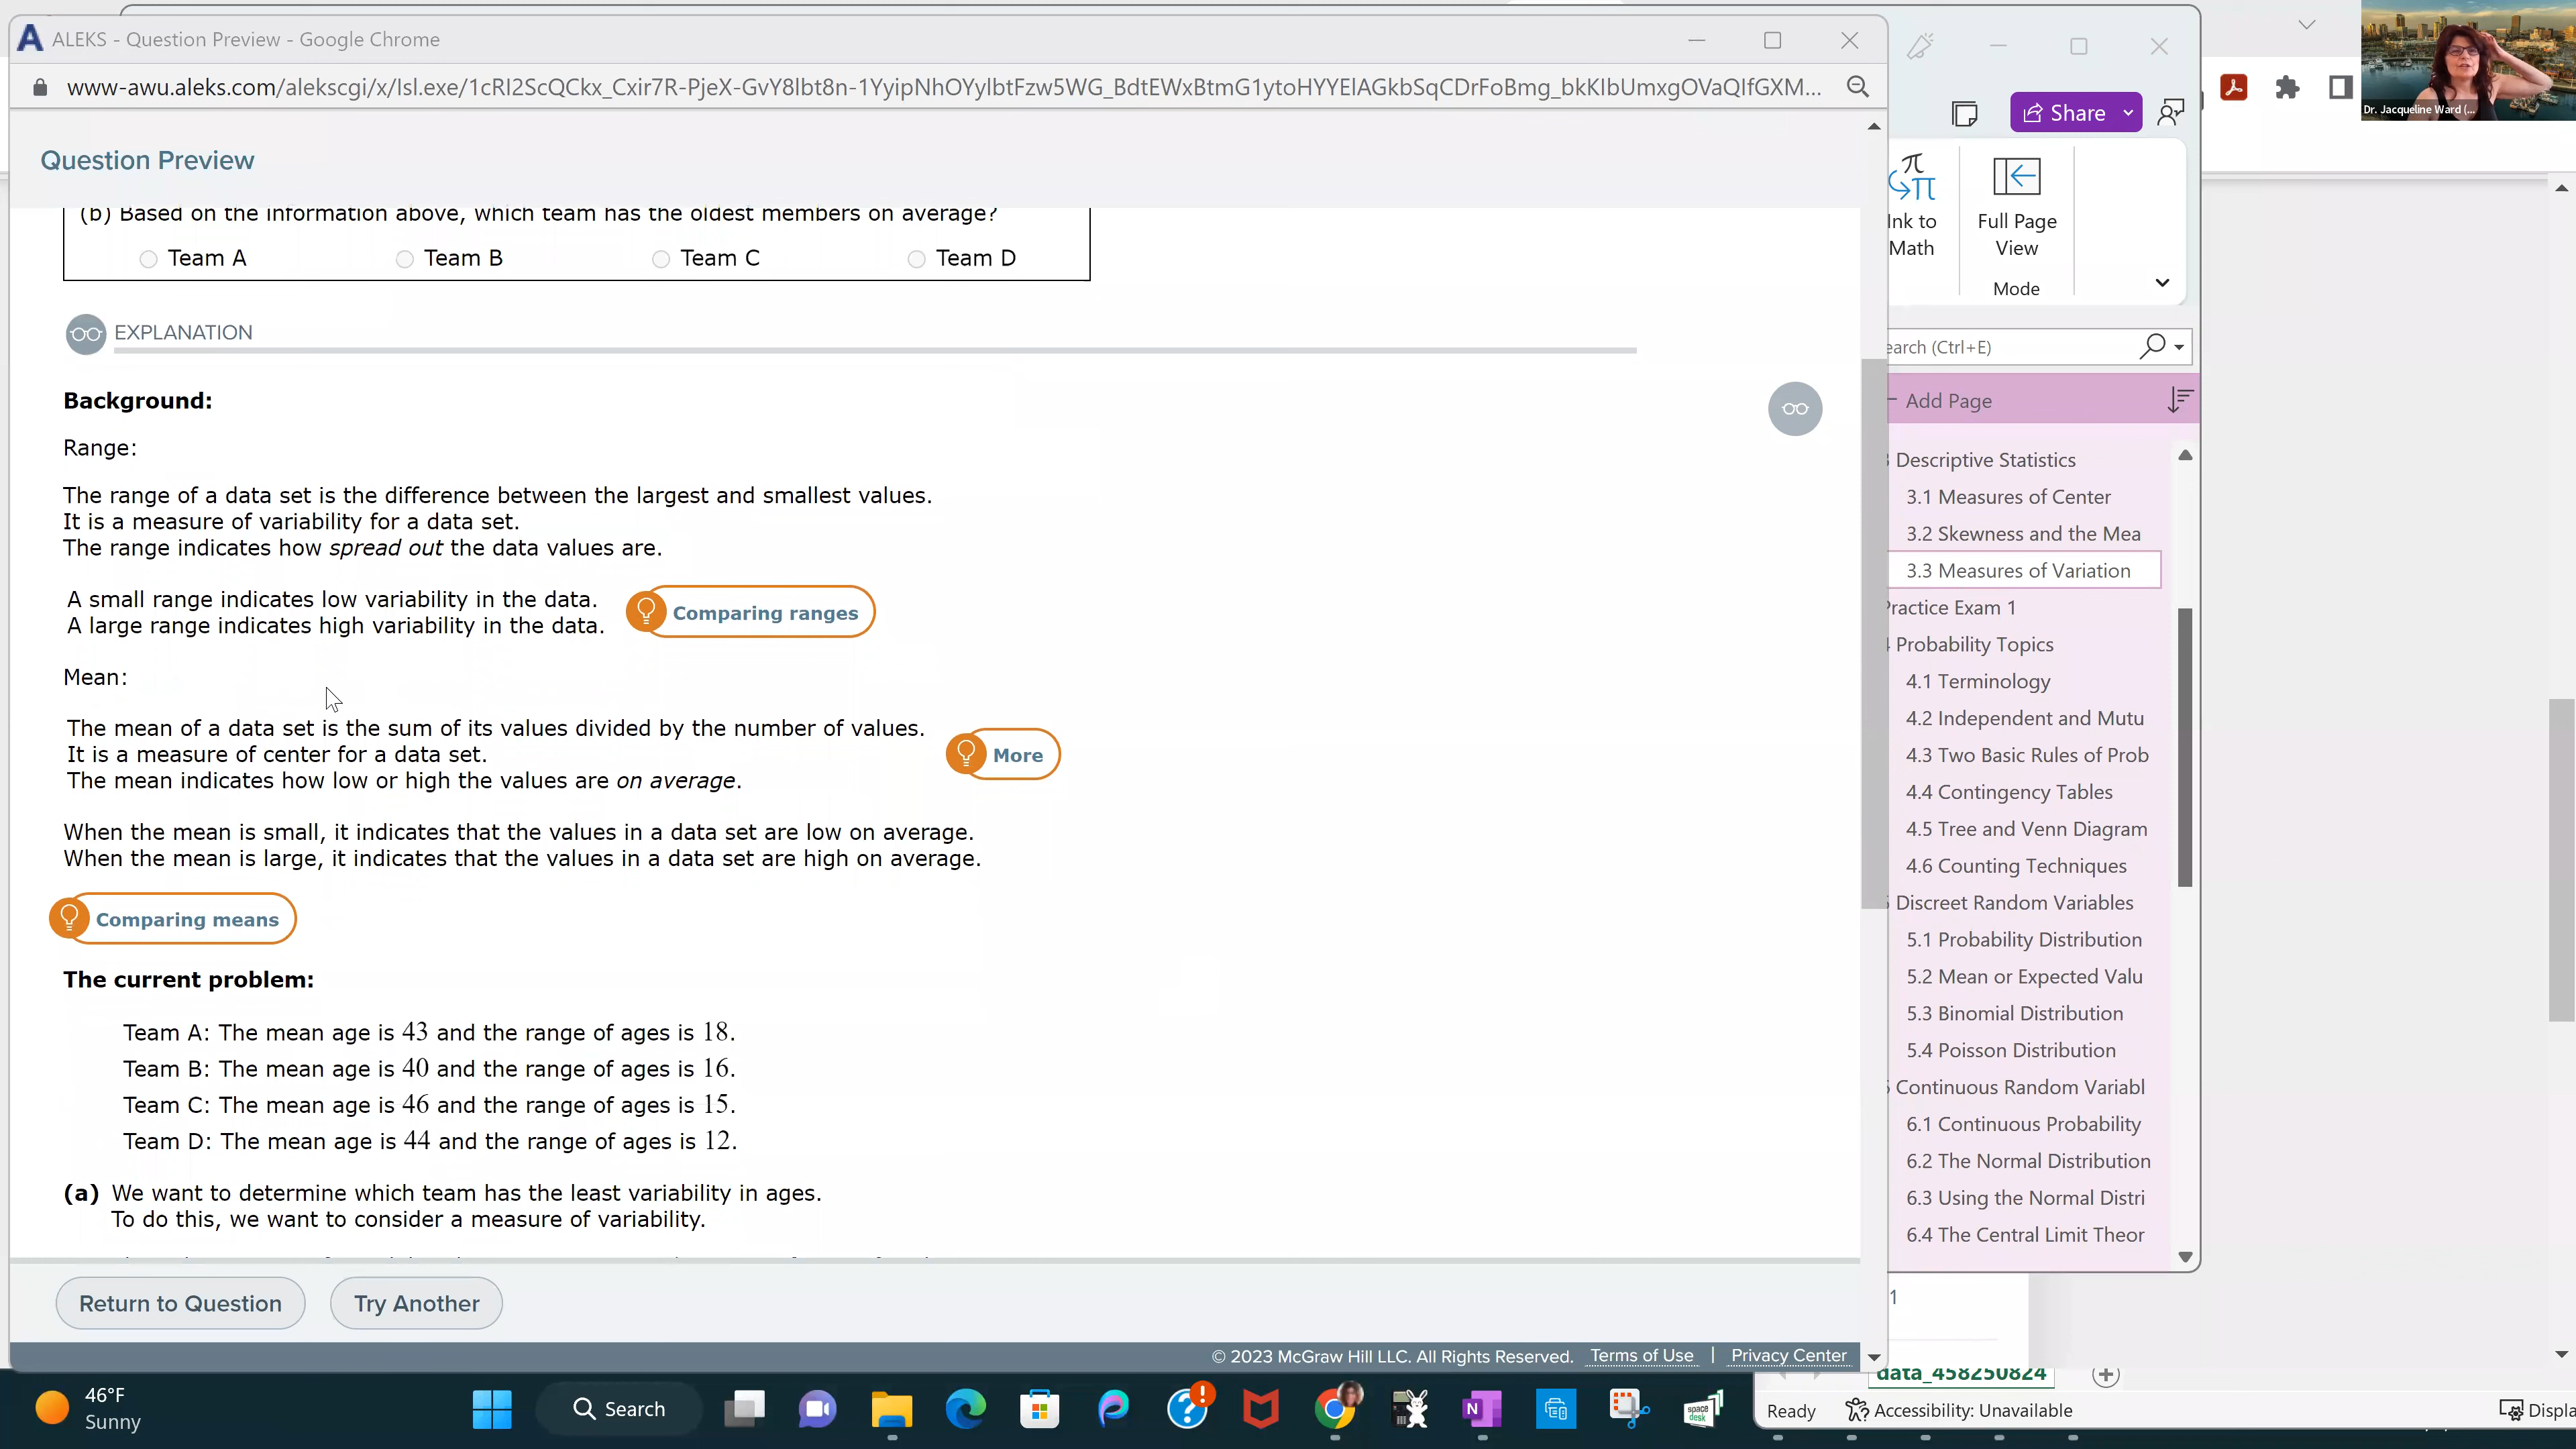 ALEKS - Question Preview - Google Chrome
www-awu.aleks.com/alekscgi/x/Isl.exe/1cRI2ScQCkx_Cxir7R-PjeX-GvY8lbt8n-1YyipNhOYylbtFzw5WG_BdtEWxBtmG1ytoHYYElAGkbSqCDrFoBmg_bkKIbUmxgOVaQIfGXM...
Dr. Jacqueline Ward (...
Share
Question Preview
(b) Based on the information above, which team has the oldest members on average?
Team A
Team B
Team C
Team D
EXPLANATION
Background:
Range:
The range of a data set is the difference between the largest and smallest values.
It is a measure of variability for a data set.
The range indicates how spread out the data values are.
A small range indicates low variability in the data.
A large range indicates high variability in the data.
Comparing ranges
Mean:
The mean of a data set is the sum of its values divided by the number of values.
It is a measure of center for a data set.
The mean indicates how low or high the values are on average.
More
When the mean is small, it indicates that the values in a data set are low on average.
When the mean is large, it indicates that the values in a data set are high on average.
Comparing means
The current problem:
Team A: The mean age is 43 and the range of ages is 18.
Team B: The mean age is 40 and the range of ages is 16.
Team C: The mean age is 46 and the range of ages is 15.
Team D: The mean age is 44 and the range of ages is 12.
(a) We want to determine which team has the least variability in ages.
To do this, we want to consider a measure of variability.
Return to Question
Try Another
© 2023 McGraw Hill LLC. All Rights Reserved. Terms of Use | Privacy Center
nk to
Math
Full Page
View
Mode
earch (Ctrl+E)
Add Page
Descriptive Statistics
3.1 Measures of Center
3.2 Skewness and the Mea
3.3 Measures of Variation
ractice Exam 1
Probability Topics
4.1 Terminology
4.2 Independent and Mutu
4.3 Two Basic Rules of Prob
4.4 Contingency Tables
4.5 Tree and Venn Diagram
4.6 Counting Techniques
Discreet Random Variables
5.1 Probability Distribution
5.2 Mean or Expected Valu
5.3 Binomial Distribution
5.4 Poisson Distribution
Continuous Random Variabl
6.1 Continuous Probability
6.2 The Normal Distribution
6.3 Using the Normal Distri
6.4 The Central Limit Theor
1
data_458250824
Ready
Accessibility: Unavailable
Displa
46°F
Sunny
Search
space
desk